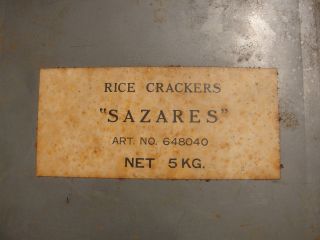 RICE CRACKERS
"SAZARES"
ART. NO. 648040
NET 5 KG.